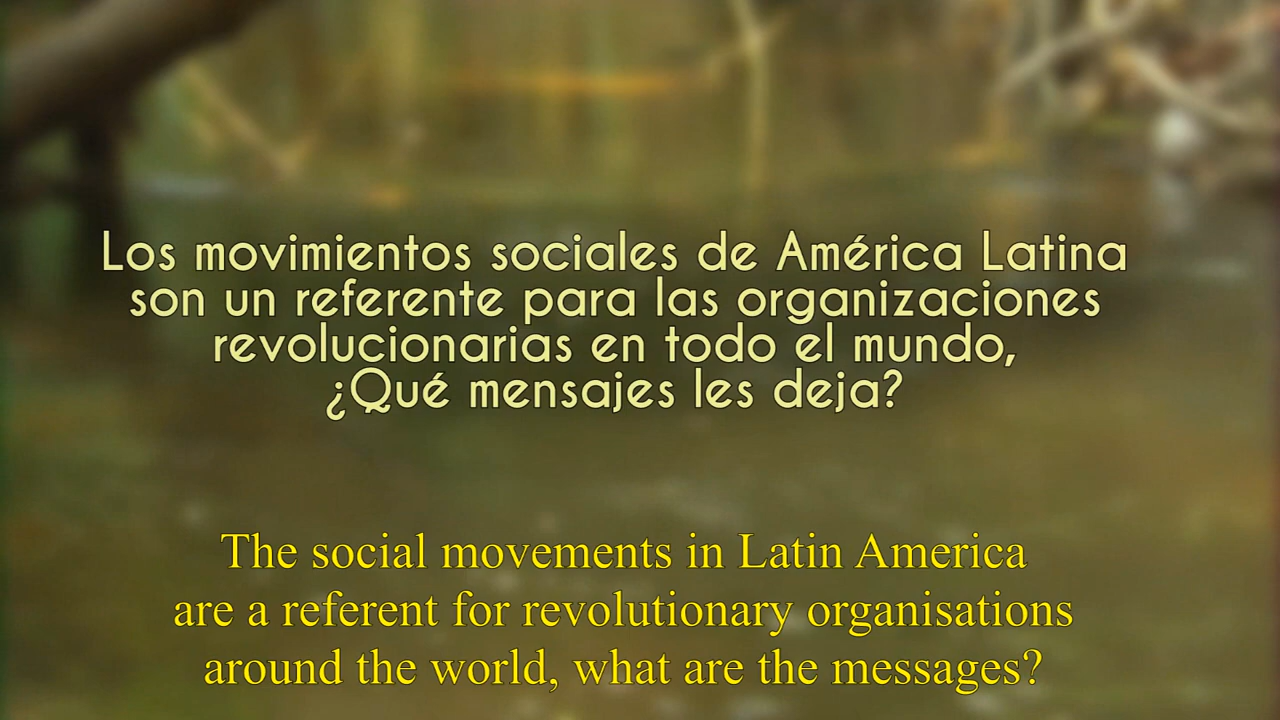 Los movimientos sociales de América Latina
son un referente para las organizaciones
revolucionarias en todo el mundo,
¿Qué mensajes les deja?
The social movements in Latin America
are a referent for revolutionary organisations
around the world, what are the messages?